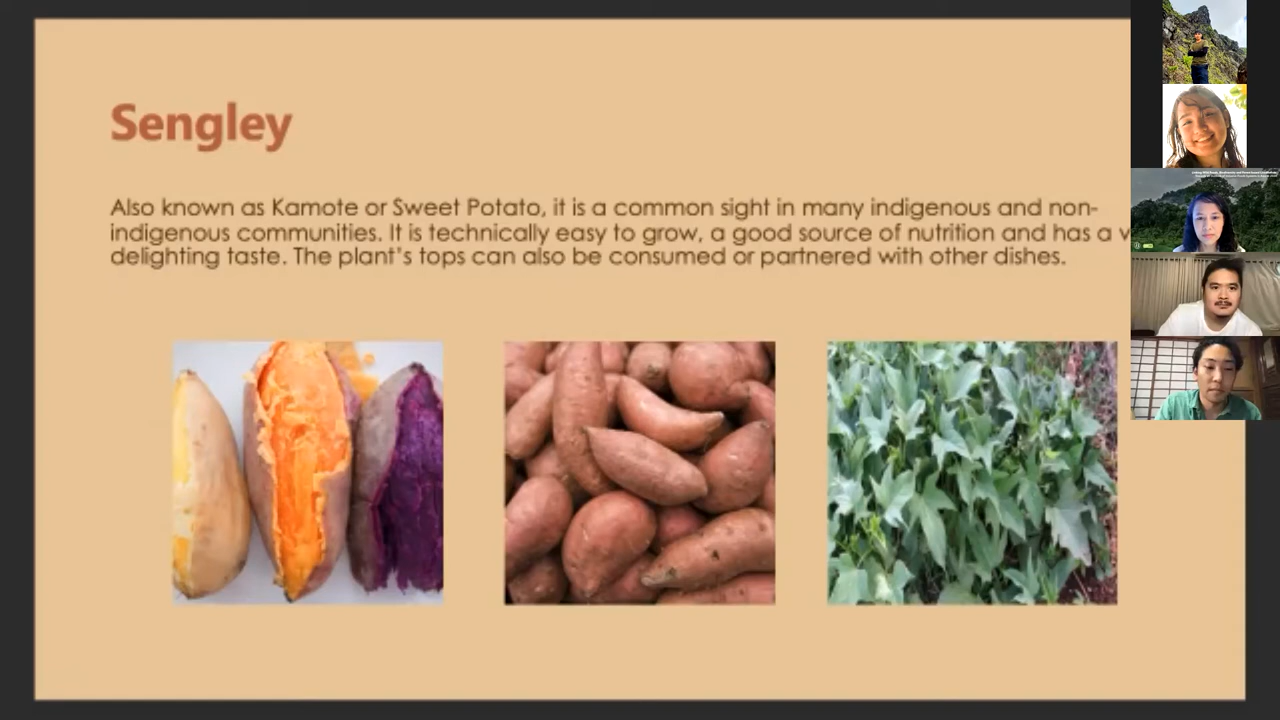 Sengley
Also known as Kamote or Sweet Potato, it is a common sight in many indigenous and non-
indigenous communities. It is technically easy to grow, a good source of nutrition and has a
delighting taste. The plant's tops can also be consumed or partnered with other dishes.